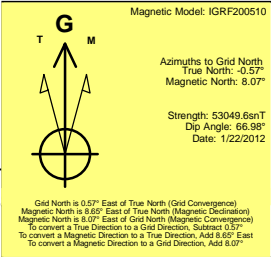 Magnetic Model: IGRF200510
G
T M
Azimuths to Grid North
True North: -0.57°
Magnetic North: 8.07°
Strength: 53049.6snT
Dip Angle: 66.98°
Date: 1/22/2012
Grid North is 0.57° East of True North (Grid Convergence)
Magnetic North is 8.65° East of True North (Magnetic Declination)
Magnetic North is 8.07° East of Grid North (Magnetic Convergence)
To convert a True Direction to a Grid Direction, Subtract 0.57°
To convert a Magnetic Direction to a True Direction, Add 8.65° East
To convert a Magnetic Direction to a Grid Direction, Add 8.07°